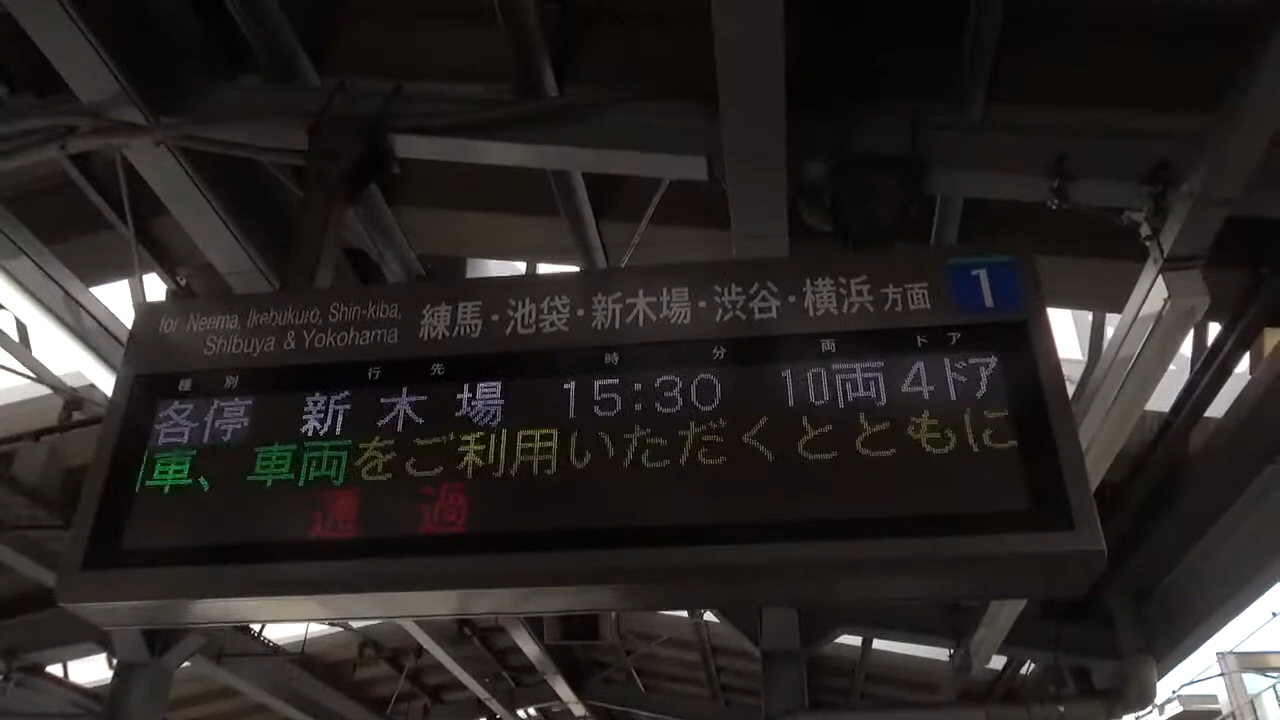 for Nerima, Ikebukuro, Shin-kiba,
Shibuya & Yokohama
練馬・池袋・新木場・渋谷・横浜 方面
1
種別 行先 時 分 両 ドア
各停 新木場 15:30 10両 4ドア
車、車両をご利用いただくとともに
通過